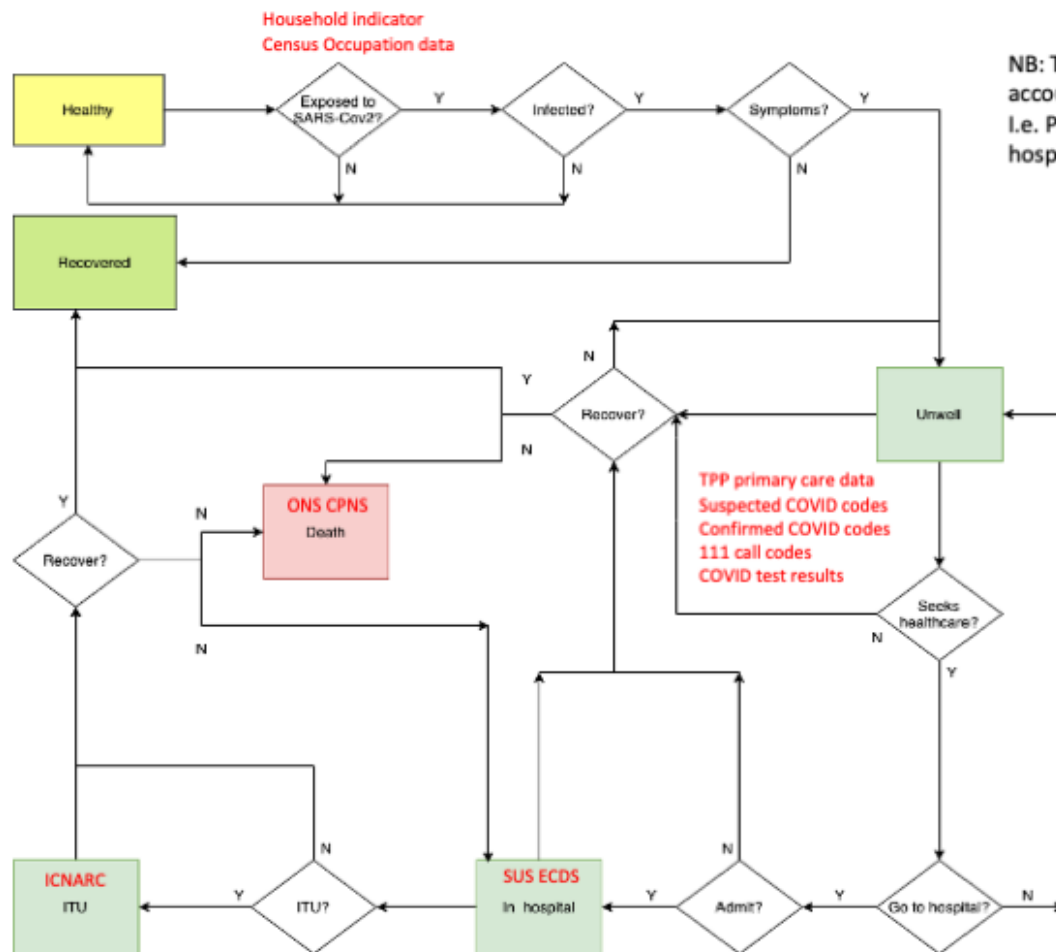 Household indicator
Census Occupation data
NB: T
accou
I.e. P
hosp
Healthy
Exposed to
SARS-Cov2?
Y
Infected?
Y
Symptoms?
Y
N
N
N
Recovered
N
Y
Recover?
Unwell
N
TPP primary care data
Suspected COVID codes
Confirmed COVID codes
111 call codes
COVID test results
ONS CPNS
Death
Y
N
Recover?
N
Seeks
healthcare?
N
Y
N
N
ICNARC
ITU
Y
ITU?
SUS ECDS
In hospital
Y
Admit?
Y
Go to hospital?
N